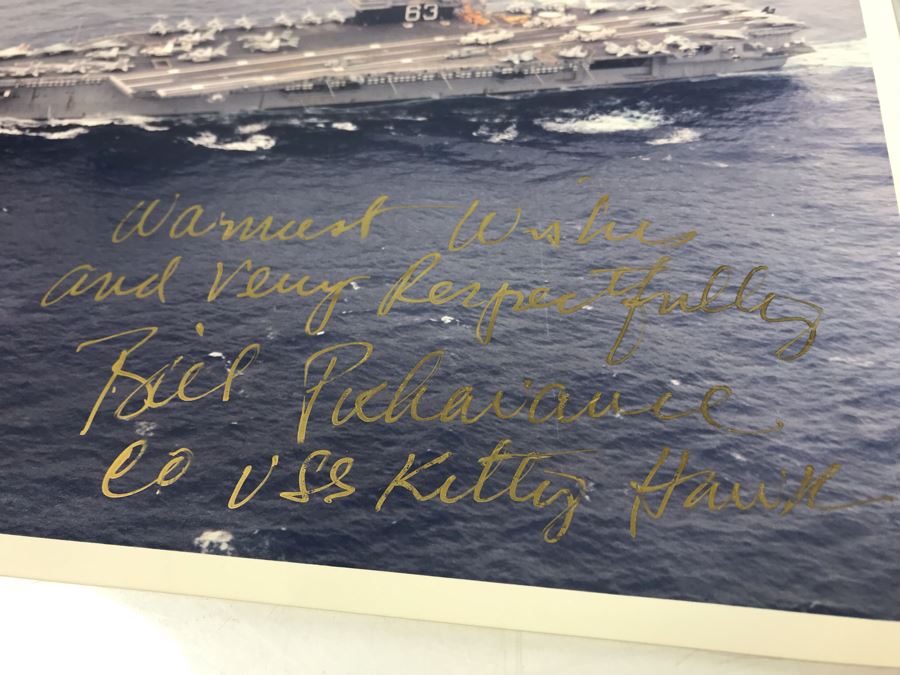 63
Warmest Wishes
and Very Respectfully
Bill Pickavance
CO USS Kitty Hawk